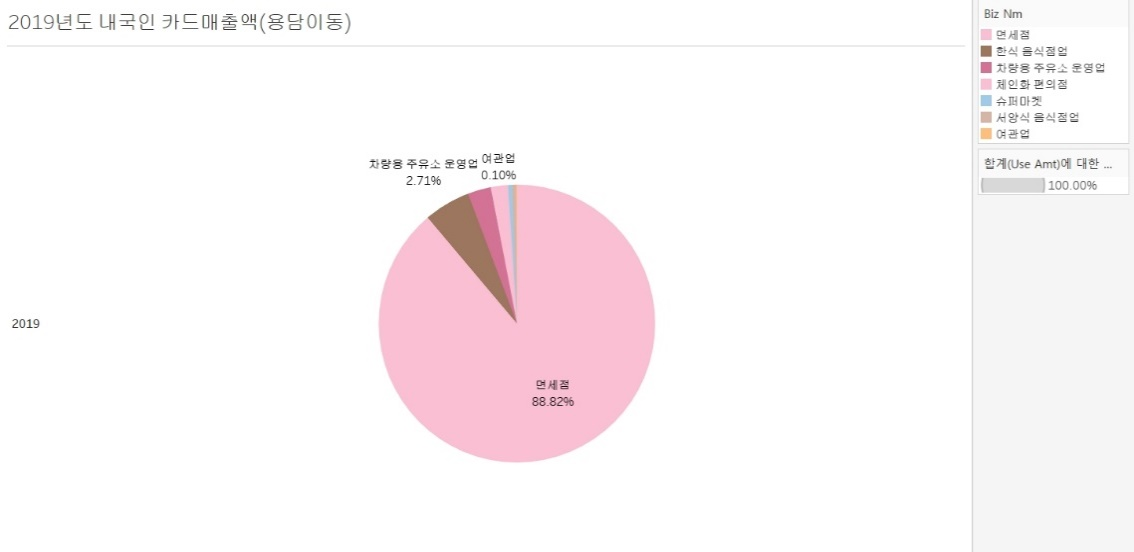 2019년도 내국인 카드매출액(용담이동)
차량용 주유소 운영업
2.71%
여관업
0.10%
2019
면세점
88.82%
Biz Nm
면세점
한식 음식점업
차량용 주유소 운영업
체인화 편의점
슈퍼마켓
서양식 음식점업
여관업
합계(Use Amt)에 대한 ...
100.00%